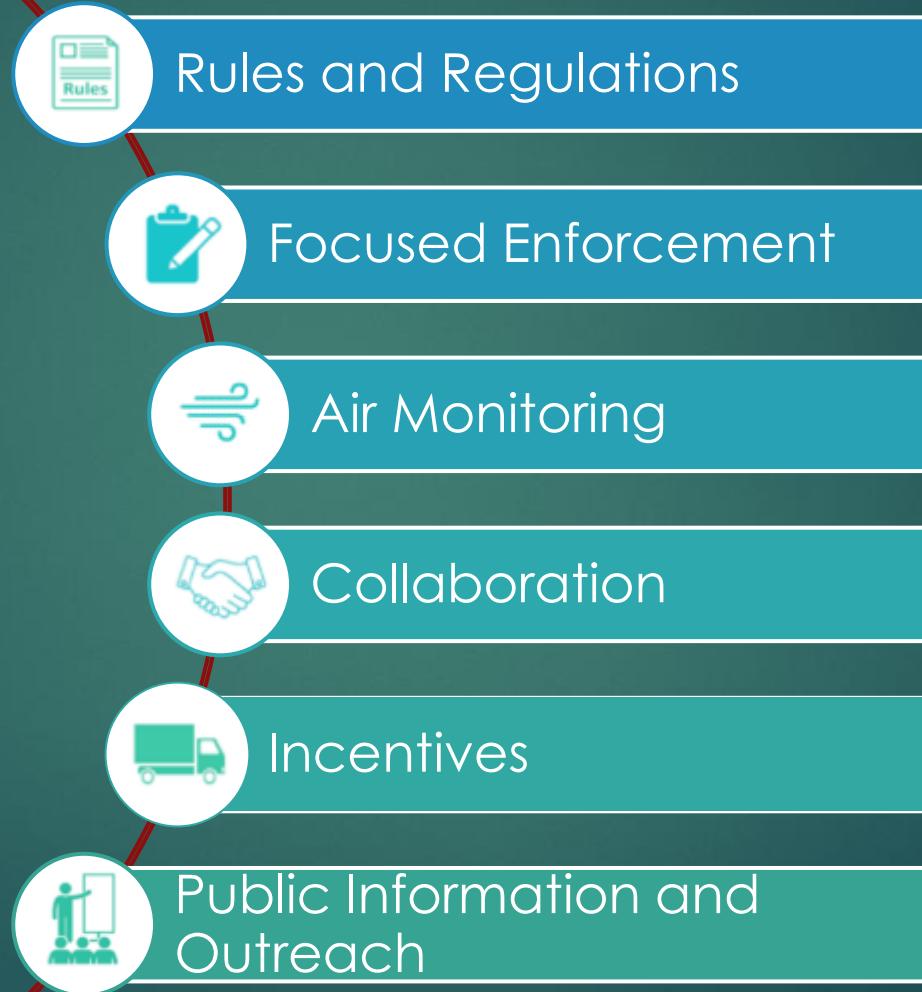 Rules
Rules and Regulations
Focused Enforcement
Air Monitoring
Collaboration
Incentives
Public Information and
Outreach